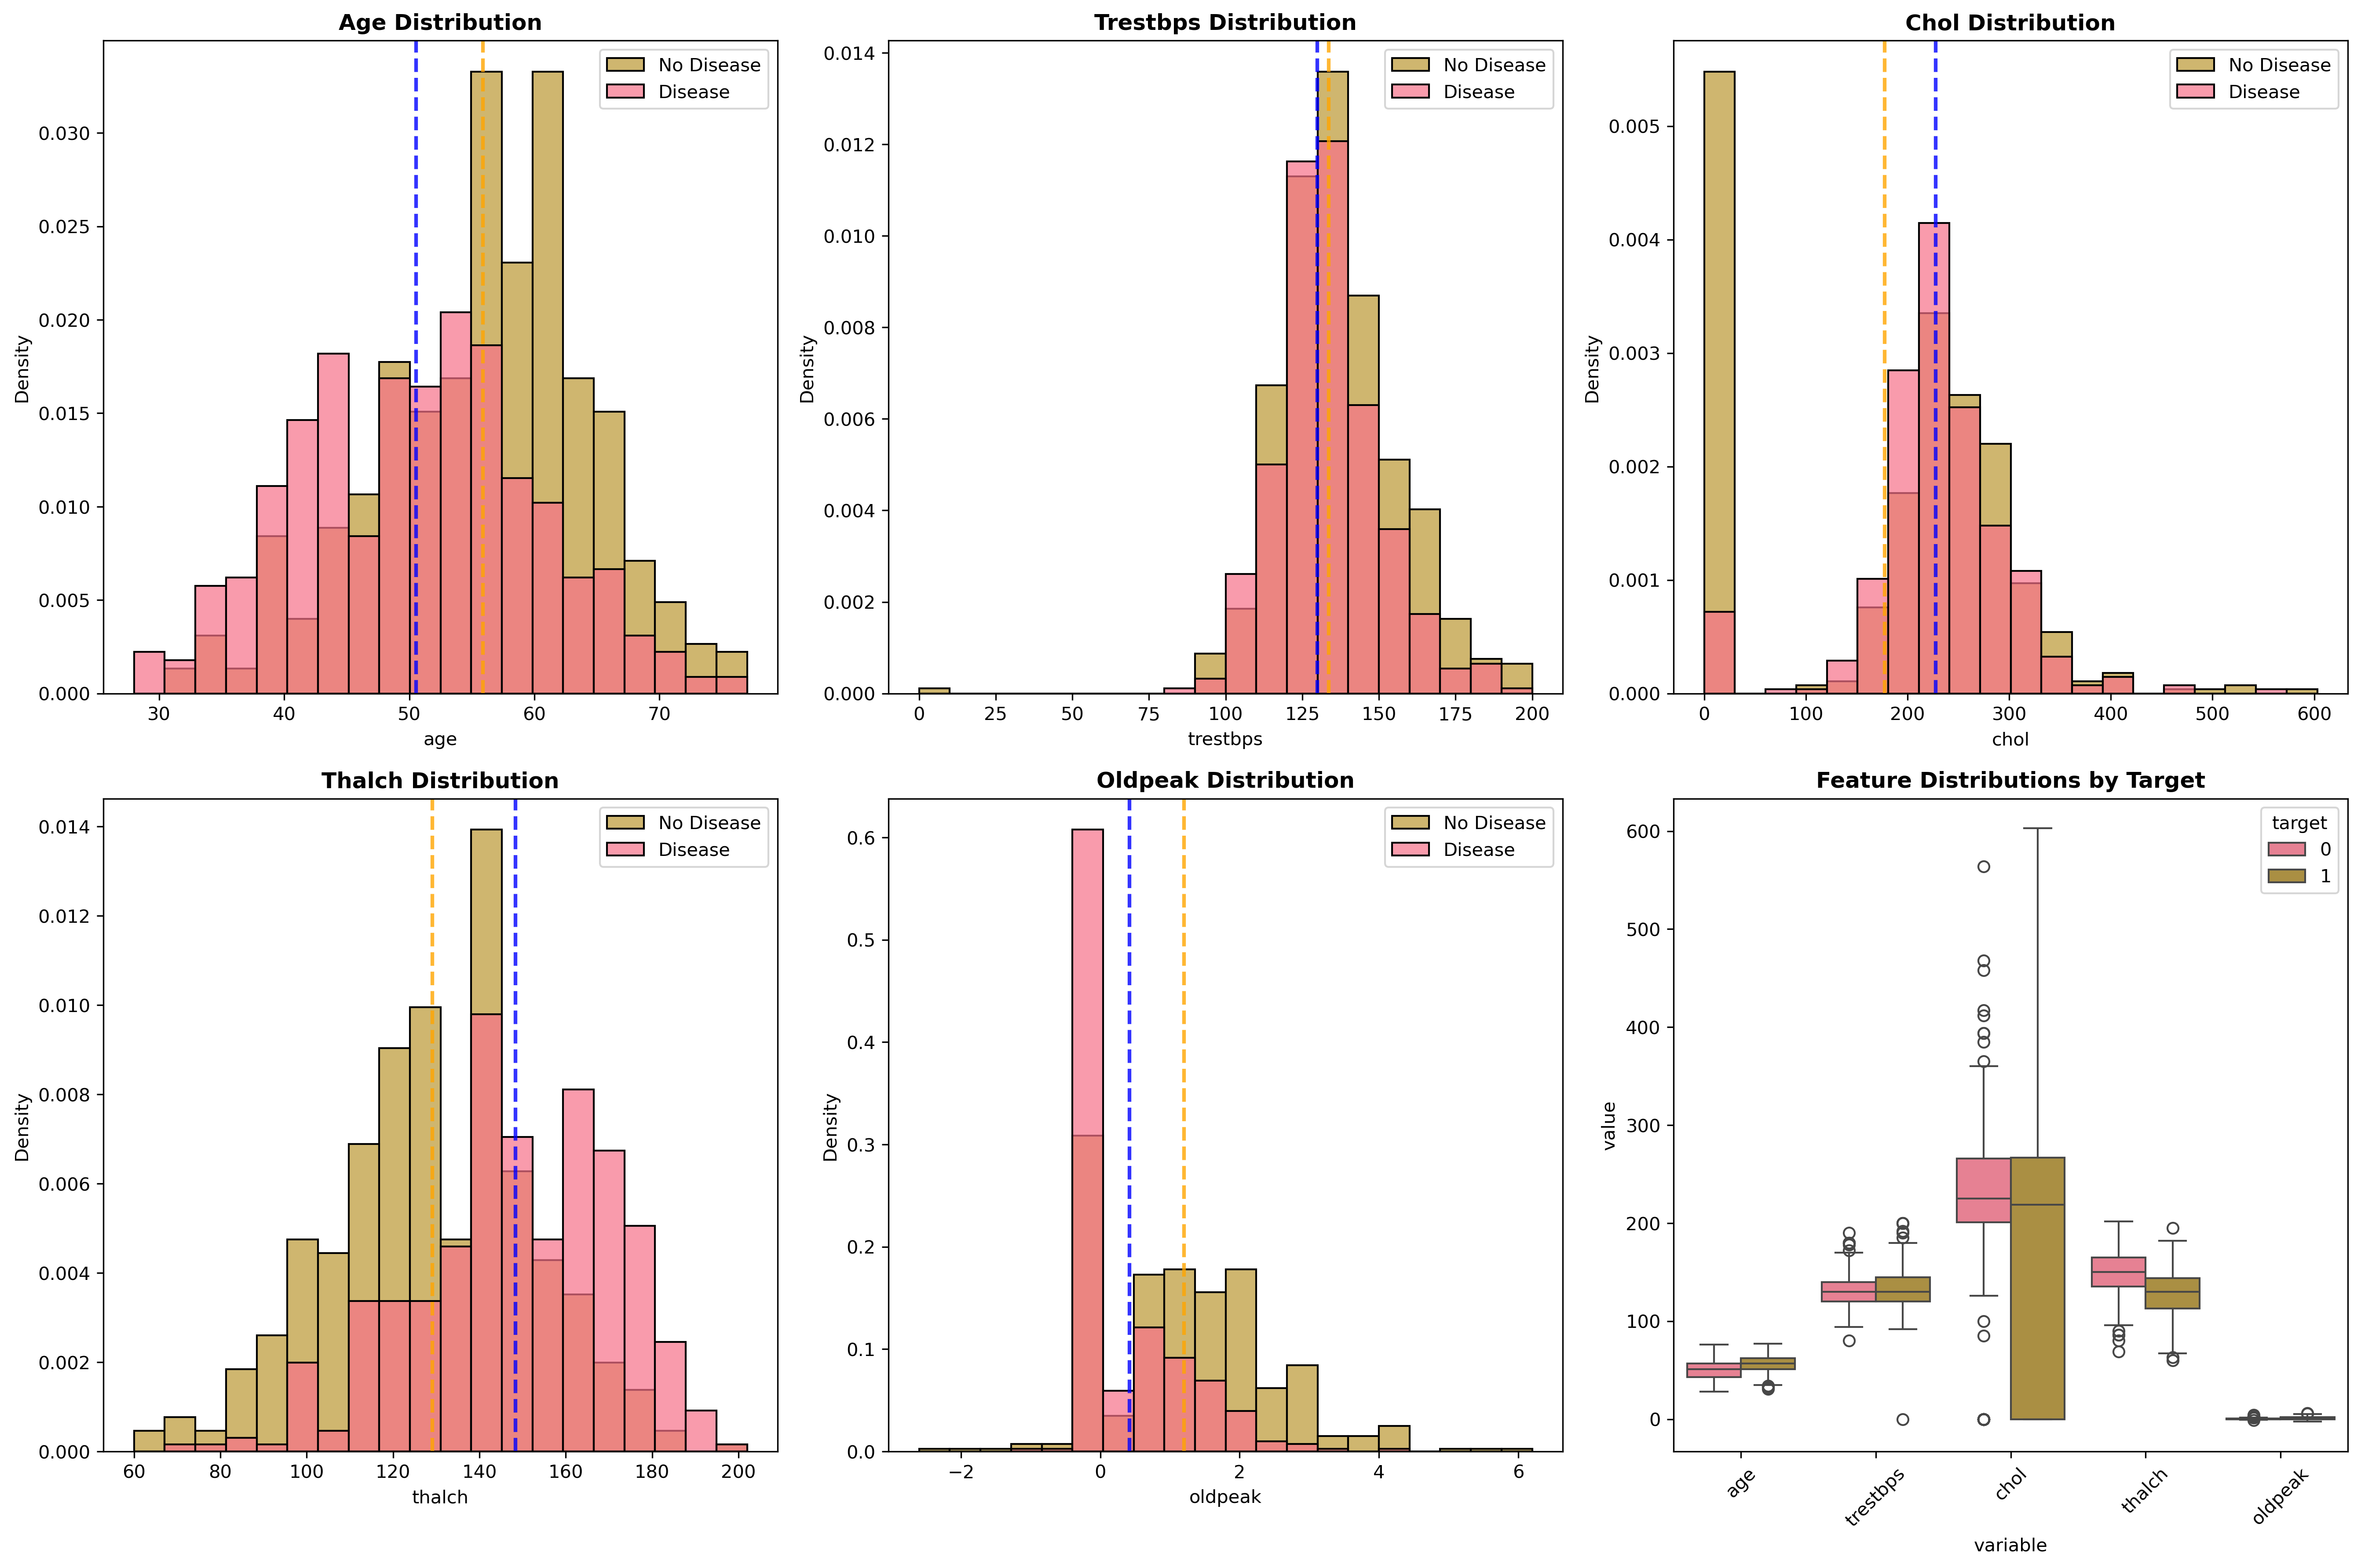 Age Distribution
No Disease
Disease
Density
0.030
0.025
0.020
0.015
0.010
0.005
0.000
30 40 50 60 70
age
Trestbps Distribution
No Disease
Disease
Density
0.014
0.012
0.010
0.008
0.006
0.004
0.002
0.000
0 25 50 75 100 125 150 175 200
trestbps
Chol Distribution
No Disease
Disease
Density
0.005
0.004
0.003
0.002
0.001
0.000
0 100 200 300 400 500 600
chol
Thalch Distribution
No Disease
Disease
Density
0.014
0.012
0.010
0.008
0.006
0.004
0.002
0.000
60 80 100 120 140 160 180 200
thalch
Oldpeak Distribution
No Disease
Disease
Density
0.6
0.5
0.4
0.3
0.2
0.1
0.0
−2 0 2 4 6
oldpeak
Feature Distributions by Target
target
0
1
value
600
500
400
300
200
100
0
age trestbps chol thalch oldpeak
variable